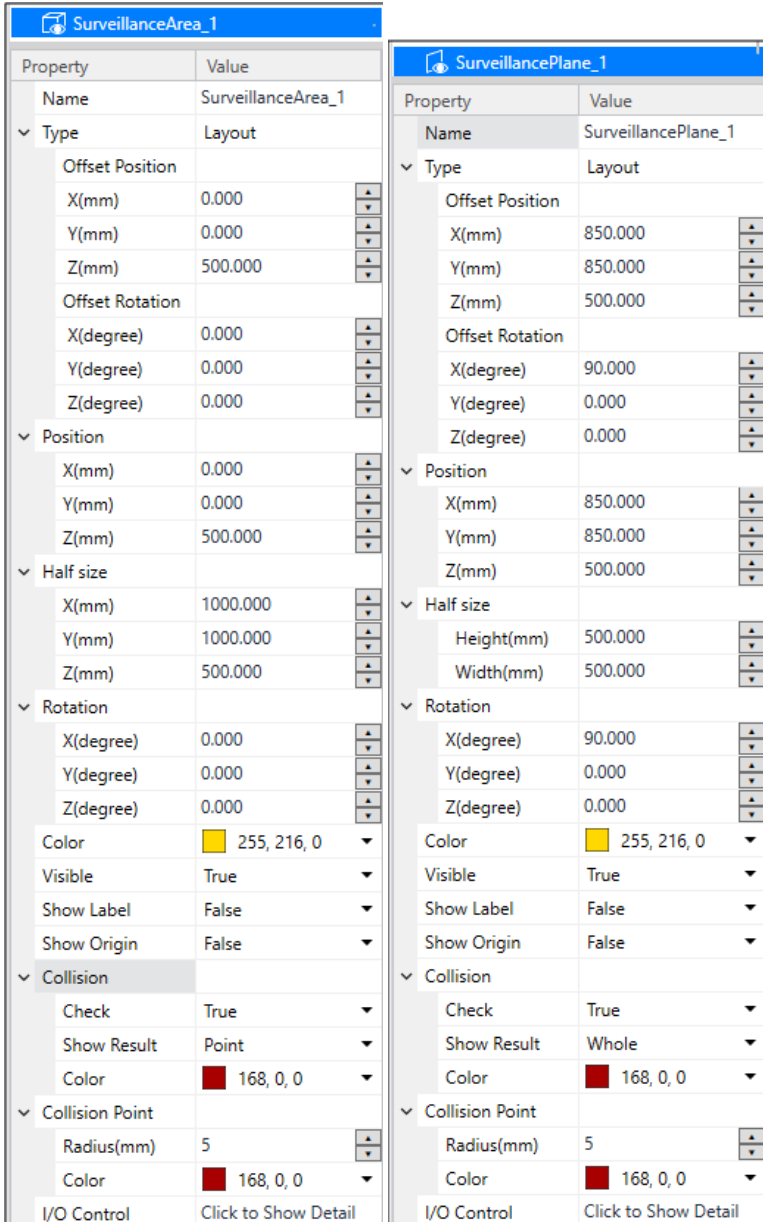 SurveillanceArea_1
Property Value
Name SurveillanceArea_1
Type Layout
Offset Position
X(mm) 0.000
Y(mm) 0.000
Z(mm) 500.000
Offset Rotation
X(degree) 0.000
Y(degree) 0.000
Z(degree) 0.000
Position
X(mm) 0.000
Y(mm) 0.000
Z(mm) 500.000
Half size
X(mm) 1000.000
Y(mm) 1000.000
Z(mm) 500.000
Rotation
X(degree) 0.000
Y(degree) 0.000
Z(degree) 0.000
Color 255, 216, 0
Visible True
Show Label False
Show Origin False
Collision
Check True
Show Result Point
Color 168, 0, 0
Collision Point
Radius(mm) 5
Color 168, 0, 0
I/O Control Click to Show Detail
SurveillancePlane_1
Property Value
Name SurveillancePlane_1
Type Layout
Offset Position
X(mm) 850.000
Y(mm) 850.000
Z(mm) 500.000
Offset Rotation
X(degree) 90.000
Y(degree) 0.000
Z(degree) 0.000
Position
X(mm) 850.000
Y(mm) 850.000
Z(mm) 500.000
Half size
Height(mm) 500.000
Width(mm) 500.000
Rotation
X(degree) 90.000
Y(degree) 0.000
Z(degree) 0.000
Color 255, 216, 0
Visible True
Show Label False
Show Origin False
Collision
Check True
Show Result Whole
Color 168, 0, 0
Collision Point
Radius(mm) 5
Color 168, 0, 0
I/O Control Click to Show Detail